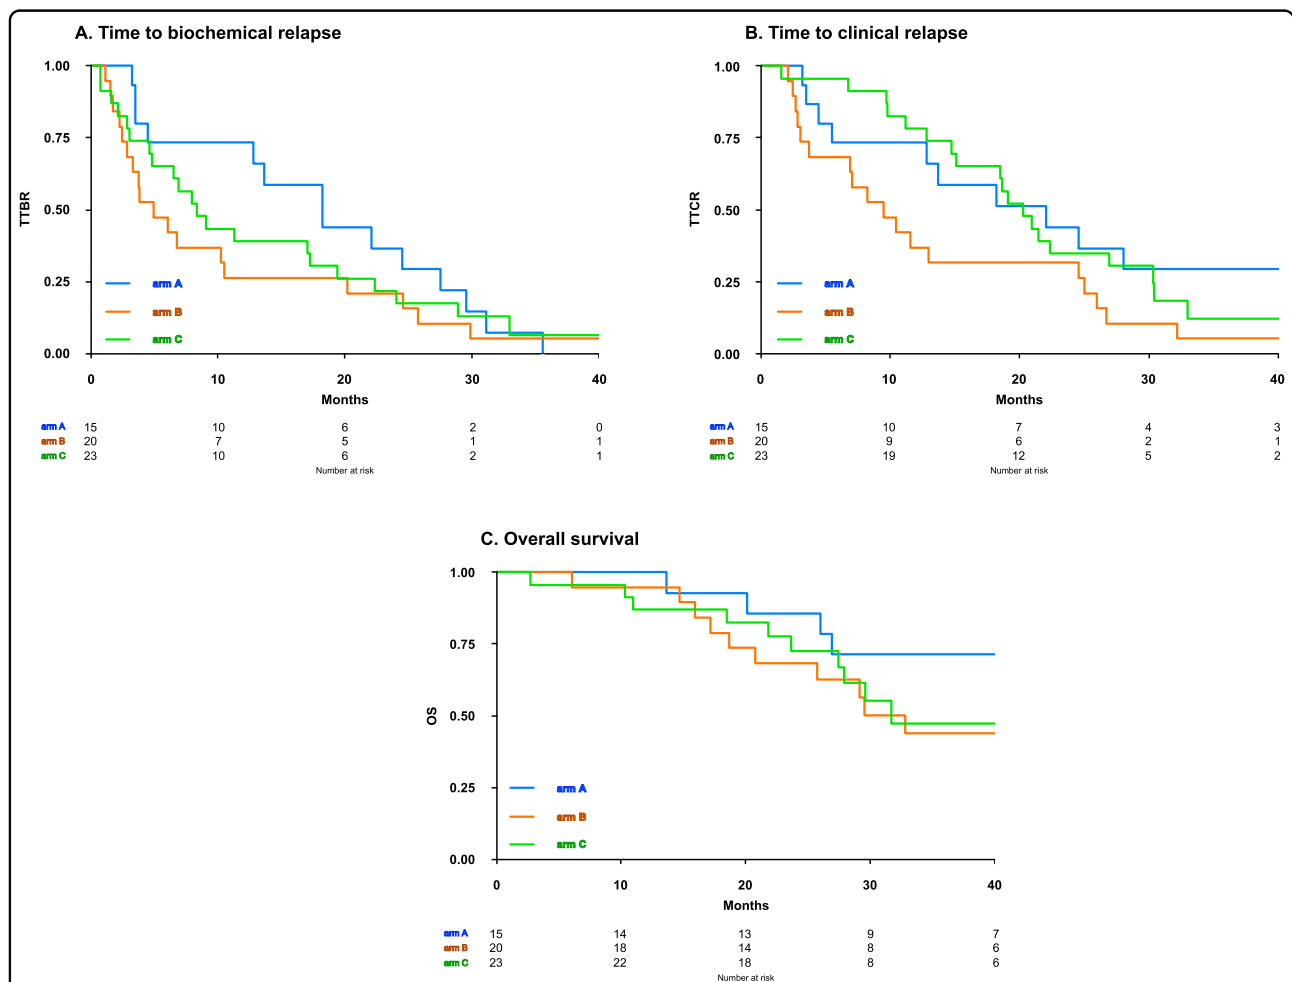 A. Time to biochemical relapse
1.00
0.75
0.50
0.25
0.00
TTBR
arm A
arm B
arm C
0 10 20 30 40
Months
arm A 15 10 6 2 0
arm B 20 7 5 1 1
arm C 23 10 6 2 1
Number at risk
B. Time to clinical relapse
1.00
0.75
0.50
0.25
0.00
TTCR
arm A
arm B
arm C
0 10 20 30 40
Months
arm A 15 10 7 4 3
arm B 20 9 6 2 1
arm C 23 19 12 5 2
Number at risk
C. Overall survival
1.00
0.75
0.50
0.25
0.00
OS
arm A
arm B
arm C
0 10 20 30 40
Months
arm A 15 14 13 9 7
arm B 20 18 14 8 6
arm C 23 22 18 8 6
Number at risk